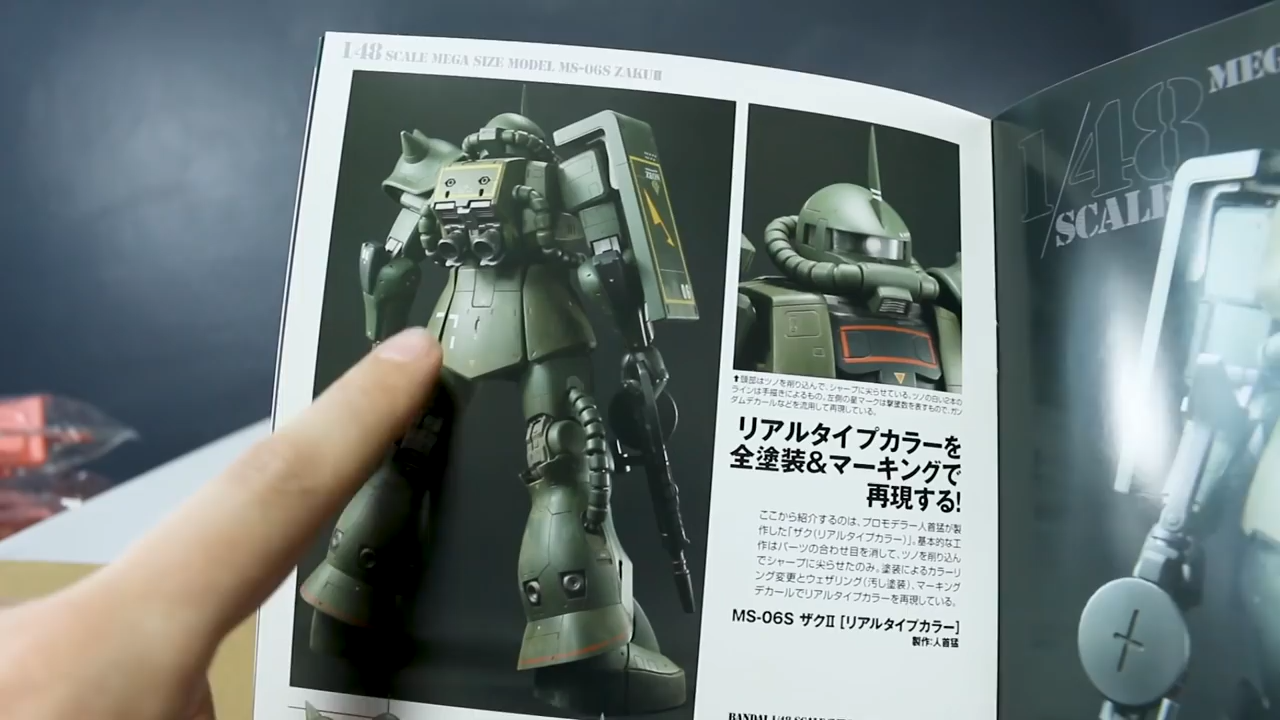 1/48 SCALE MEGA SIZE MODEL MS-06S ZAKUⅡ
⬆頭部はツノを削り込んで、シャープに尖らせている。ツノの白い2本の
ラインは手描きによるもの。左側の星マークは撃墜数を表すもので、ガン
ダムデカールなどを流用して再現している。
リアルタイプカラーを
全塗装&マーキングで
再現する!
ここから紹介するのは、プロモデラー人首猛が製
作した「ザク(リアルタイプカラー)」。基本的な工
作はパーツの合わせ目を消して、ツノを削り込ん
でシャープに尖らせたのみ。塗装によるカラーリ
ング変更とウェザリング(汚し塗装)、マーキング
デカールでリアルタイプカラーを再現している。
MS-06S ザクⅡ [リアルタイプカラー]
製作:人首猛
1/48
SCALE